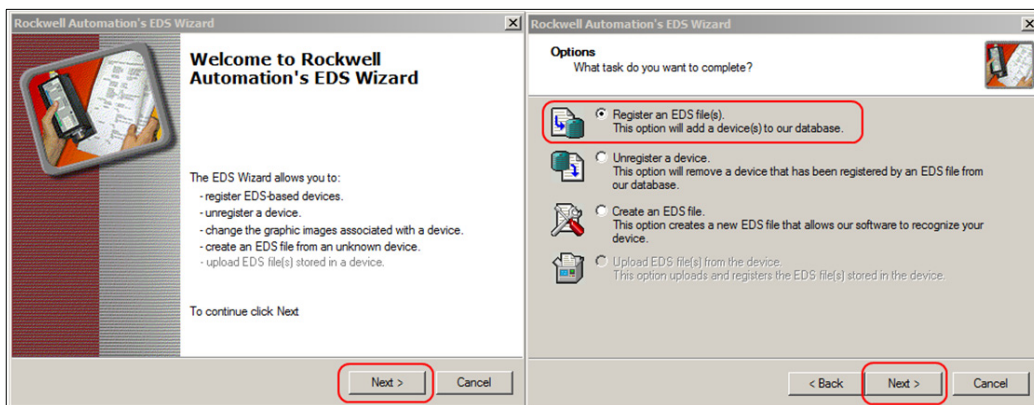 Rockwell Automation's EDS Wizard
Welcome to Rockwell
Automation's EDS Wizard
The EDS Wizard allows you to:
- register EDS-based devices.
- unregister a device.
- change the graphic images associated with a device.
- create an EDS file from an unknown device.
- upload EDS file(s) stored in a device.
To continue click Next
Next >
Cancel
Rockwell Automation's EDS Wizard
Options
What task do you want to complete?
Register an EDS file(s).
This option will add a device(s) to our database.
Unregister a device.
This option will remove a device that has been registered by an EDS file from
our database.
Create an EDS file.
This option creates a new EDS file that allows our software to recognize your
device.
Upload EDS file(s) from the device.
This option uploads and registers the EDS file(s) stored in the device.
< Back
Next >
Cancel